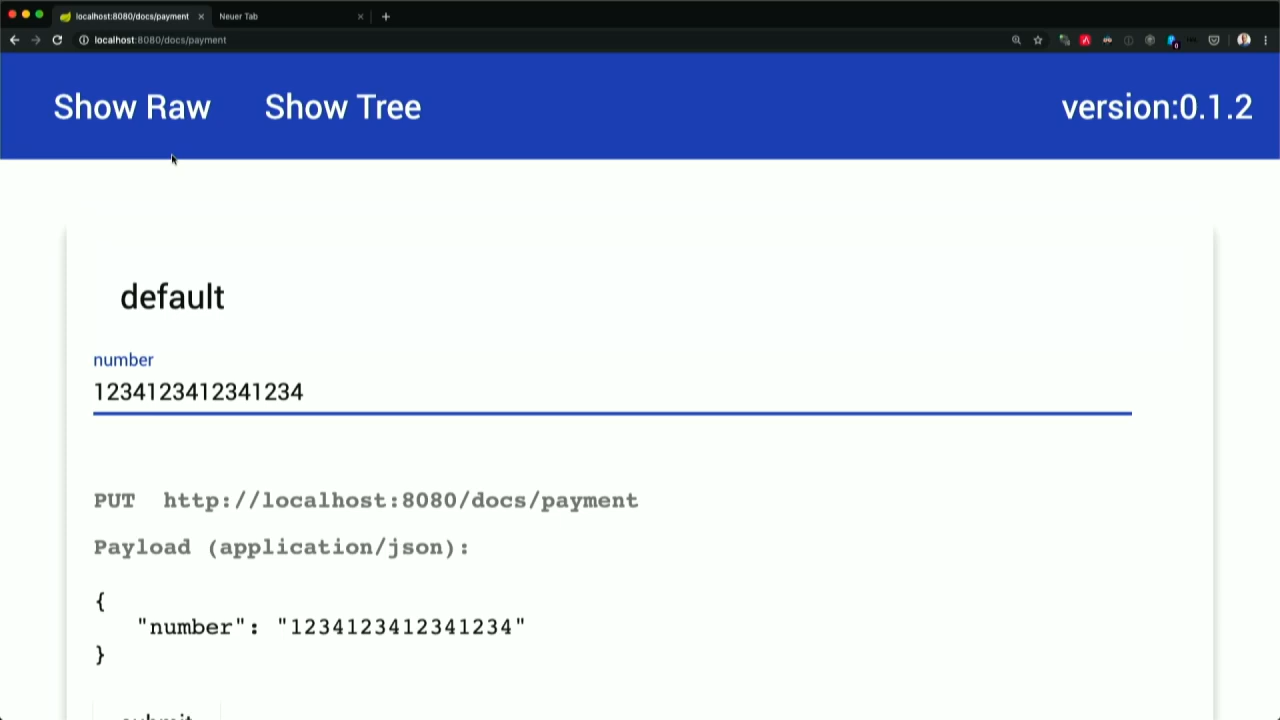 localhost:8080/docs/payment
Neuer Tab
localhost:8080/docs/payment
Show Raw Show Tree version:0.1.2
default
number
1234123412341234
PUT http://localhost:8080/docs/payment
Payload (application/json):
{
"number": "1234123412341234"
}
submit